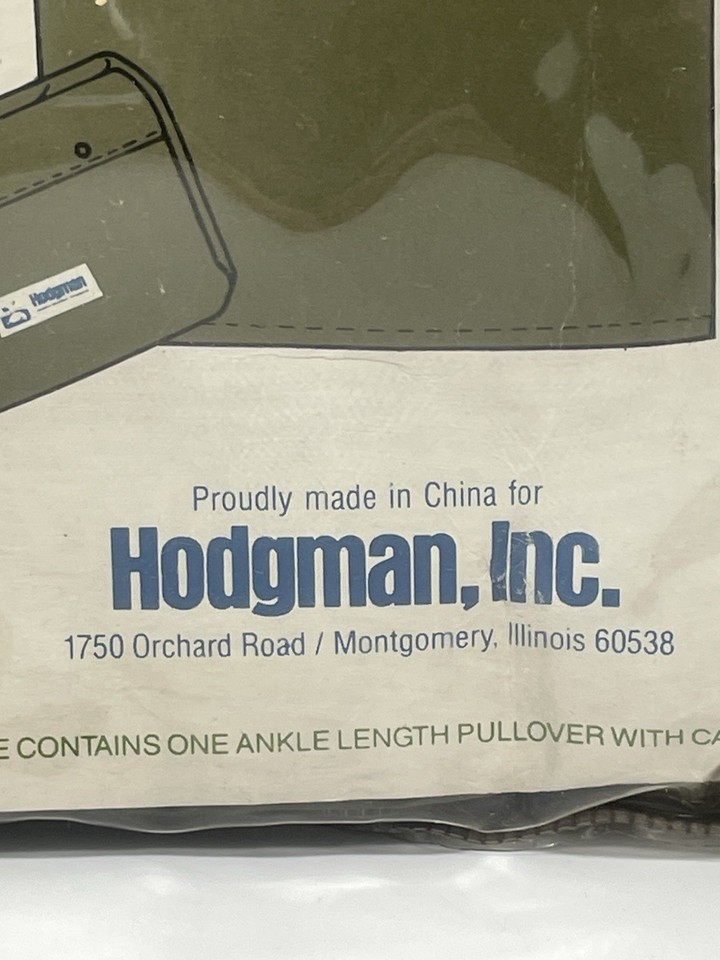 Hodgman
Proudly made in China for
Hodgman, Inc.
1750 Orchard Road / Montgomery, Illinois 60538
E CONTAINS ONE ANKLE LENGTH PULLOVER WITH CA